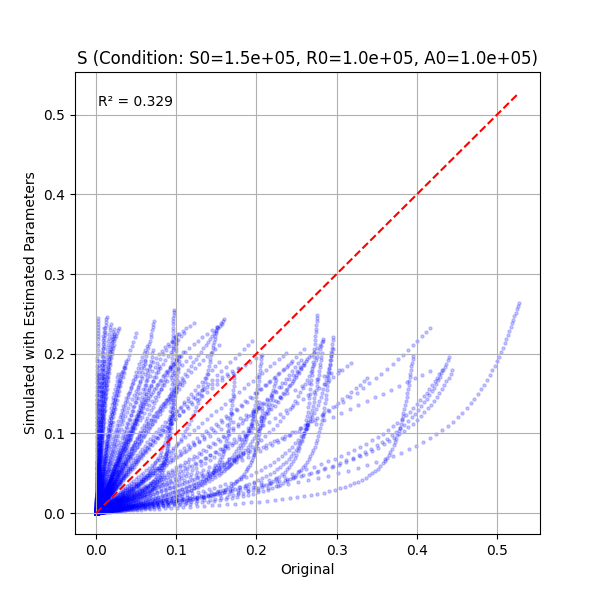 S (Condition: S0=1.5e+05, R0=1.0e+05, A0=1.0e+05)
R² = 0.329
0.5
0.4
0.3
0.2
0.1
0.0
Simulated with Estimated Parameters
0.0 0.1 0.2 0.3 0.4 0.5
Original